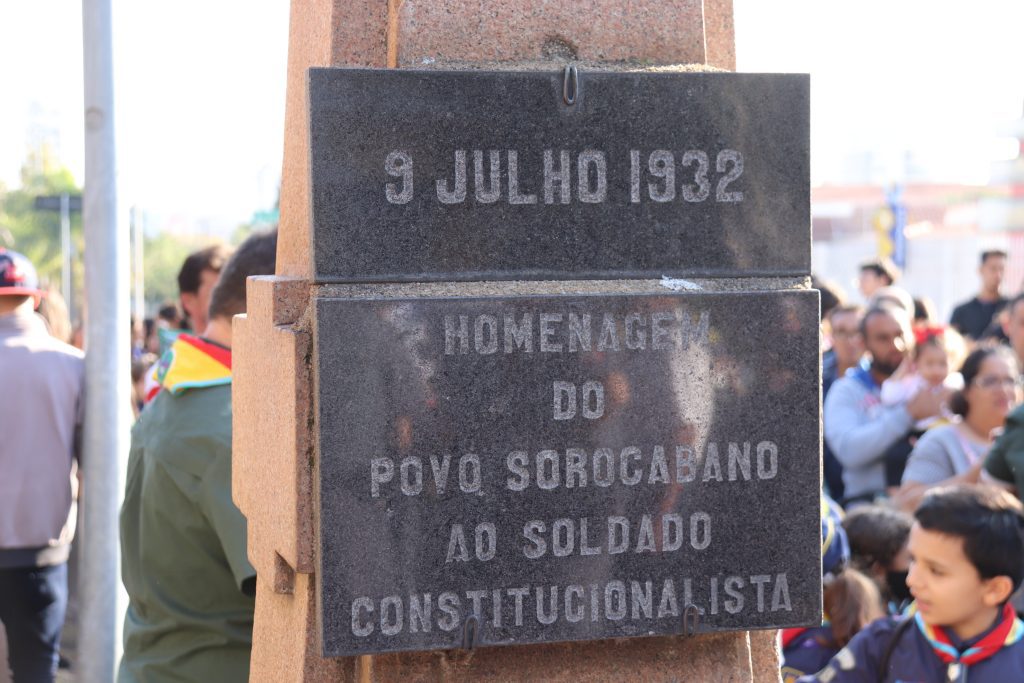 9 JULHO 1932
HOMENAGEM
DO
POVO SOROCABANO
AO SOLDADO
CONSTITUCIONALISTA